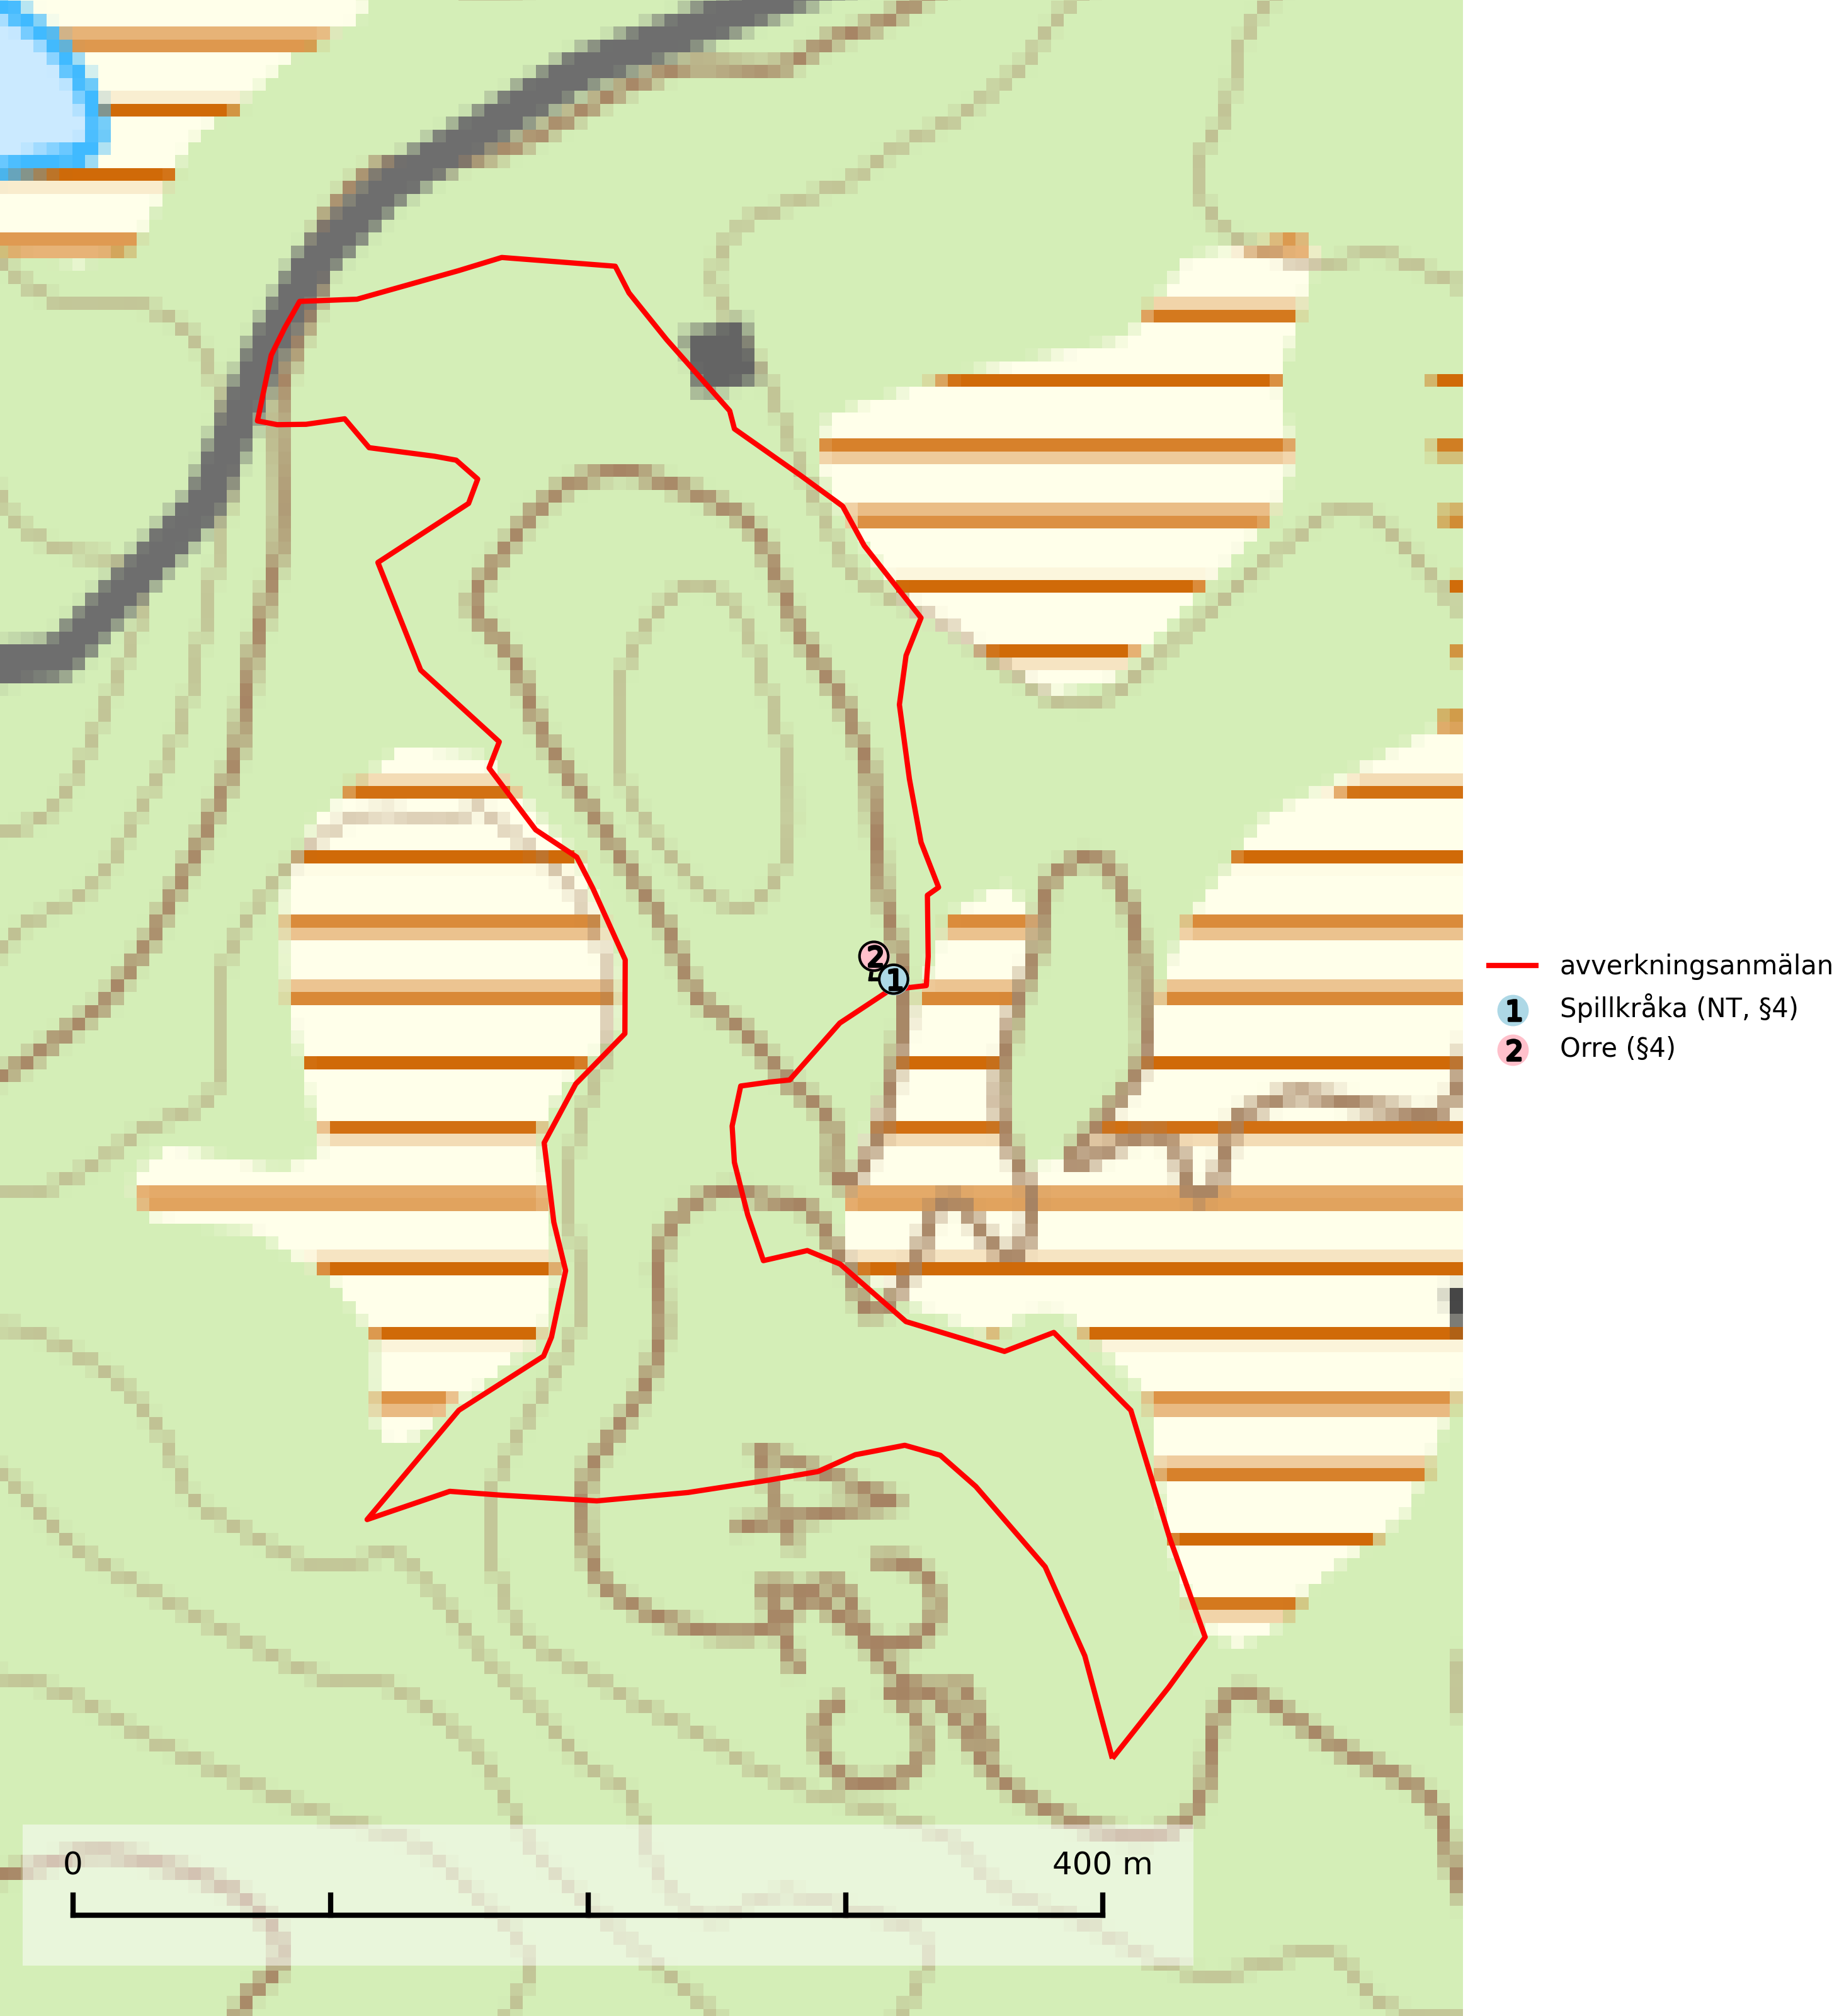 2
1
avverkningsanmälan
1 Spillkråka (NT, §4)
2 Orre (§4)
0 400 m